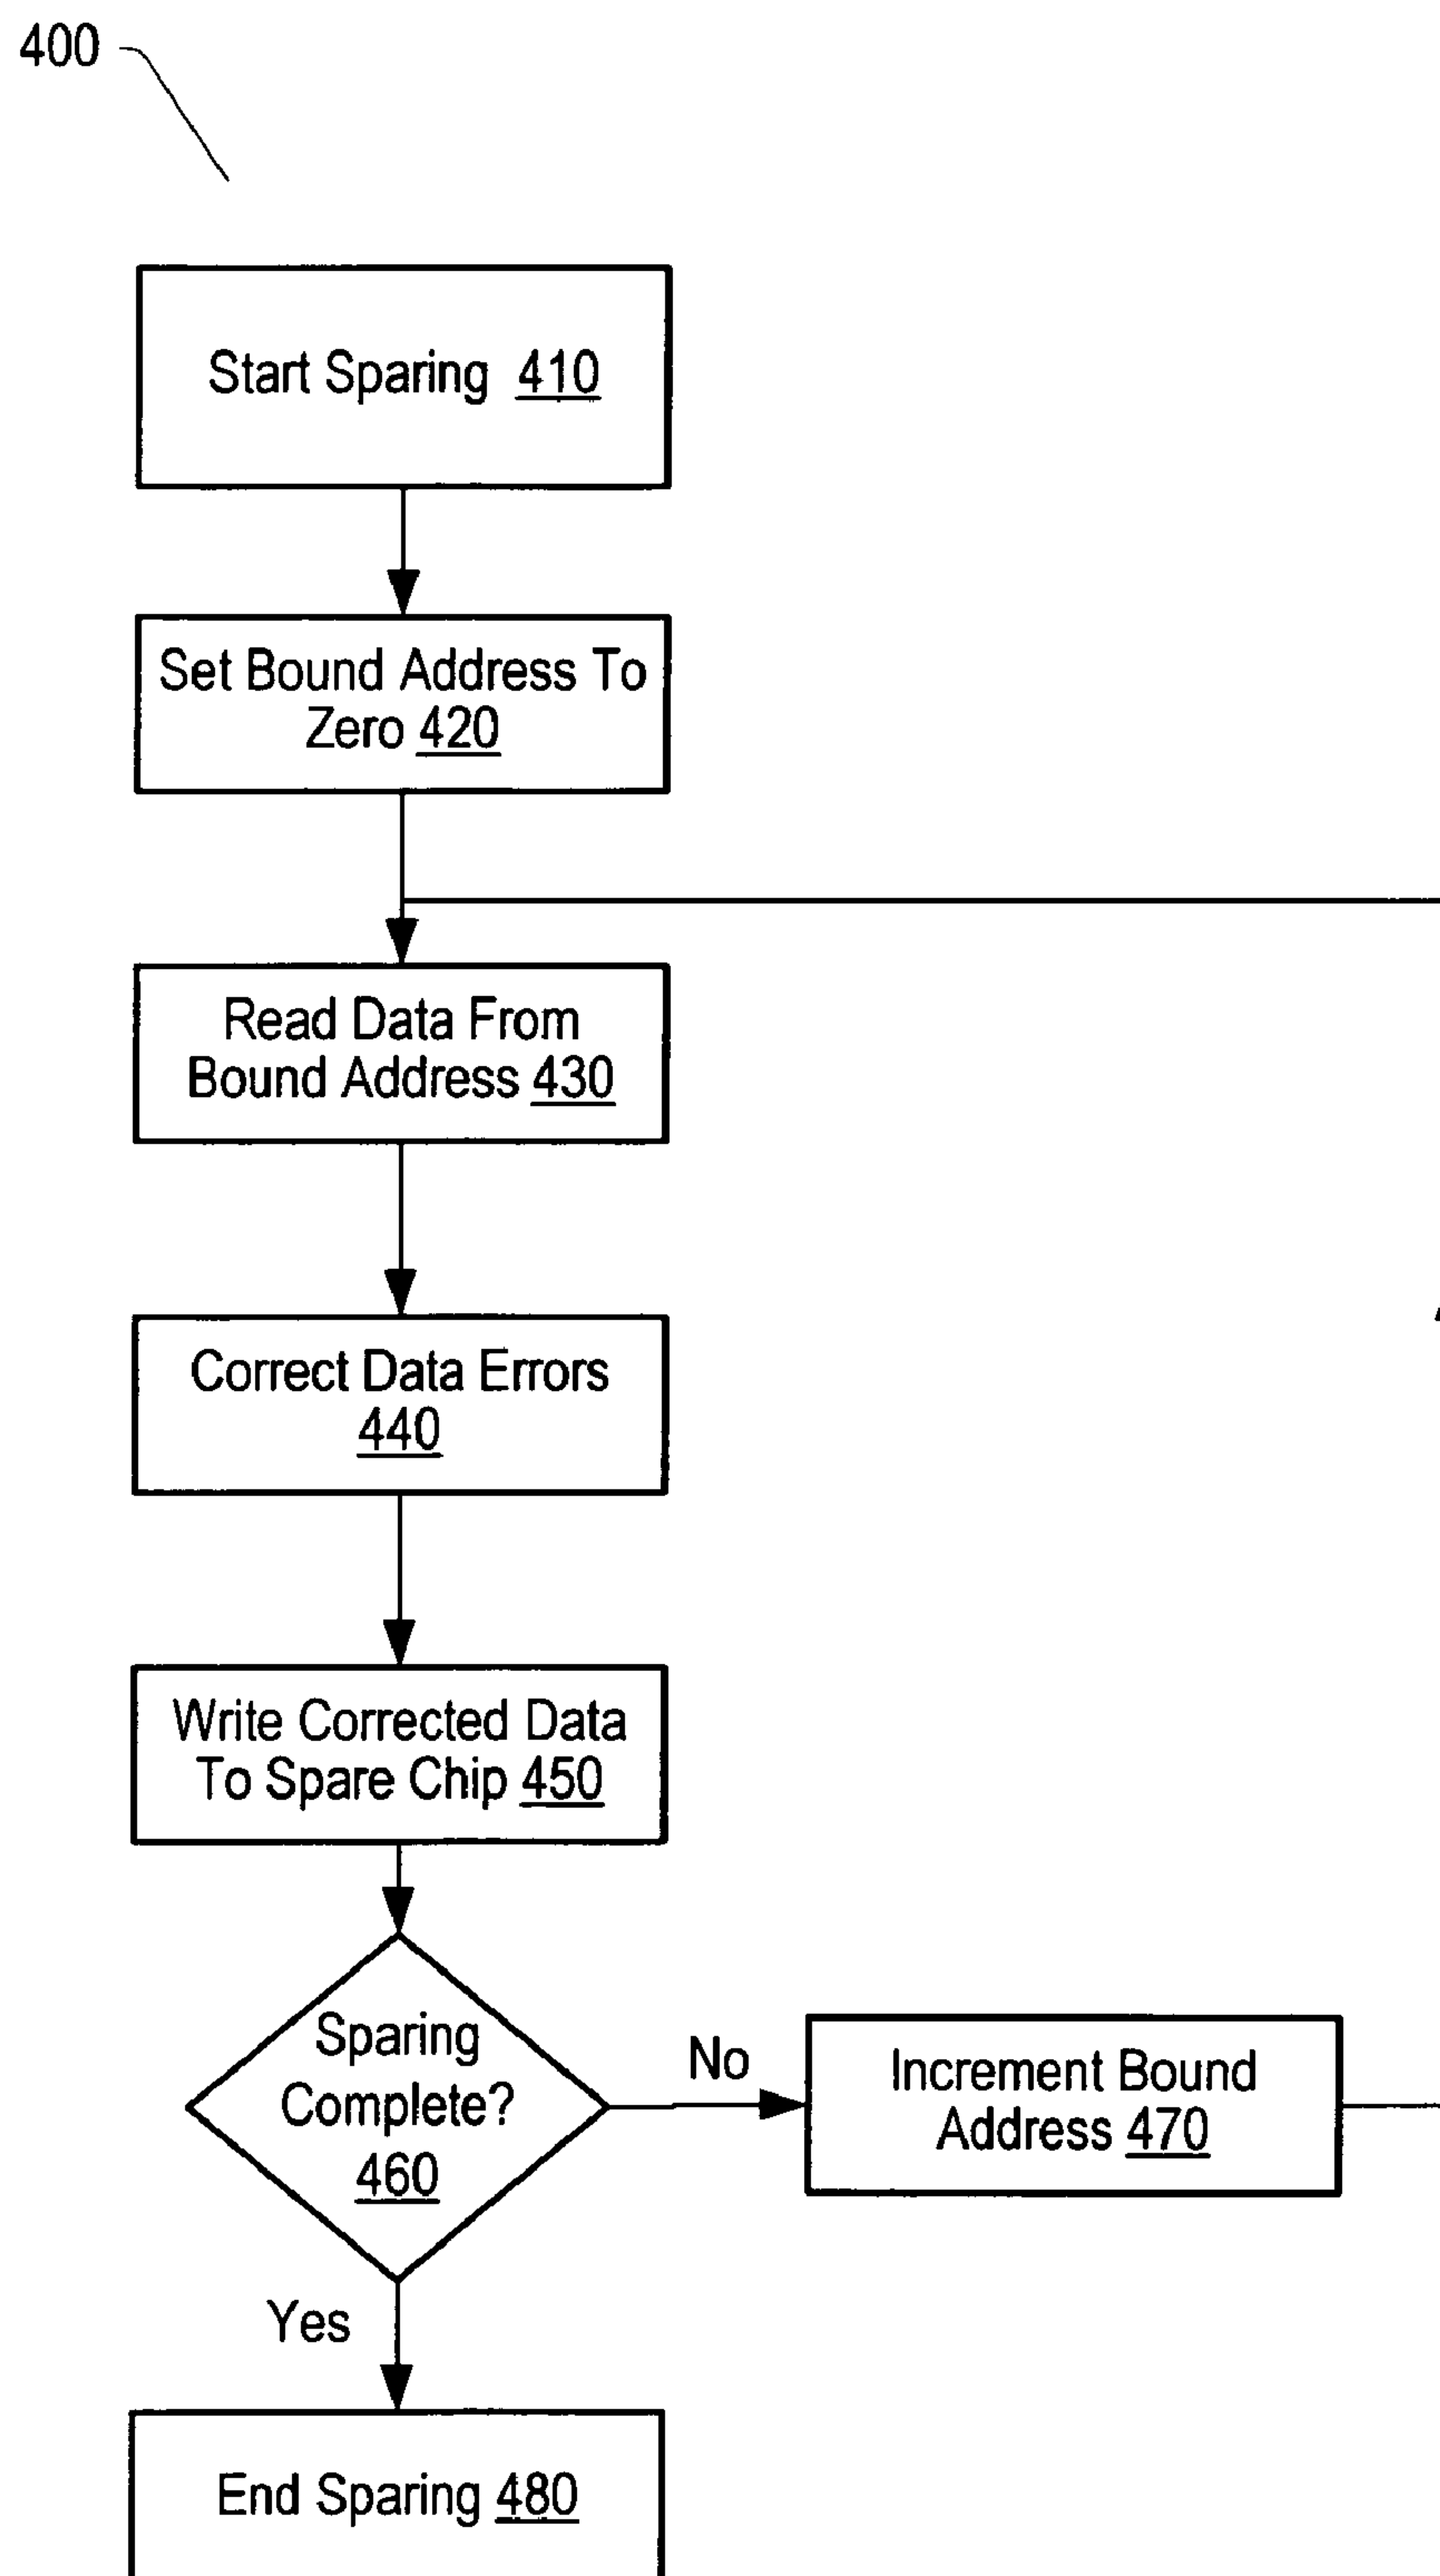 400
Start Sparing 410
Set Bound Address To
Zero 420
Read Data From
Bound Address 430
Correct Data Errors
440
Write Corrected Data
To Spare Chip 450
Sparing
Complete?
460
No
Increment Bound
Address 470
Yes
End Sparing 480